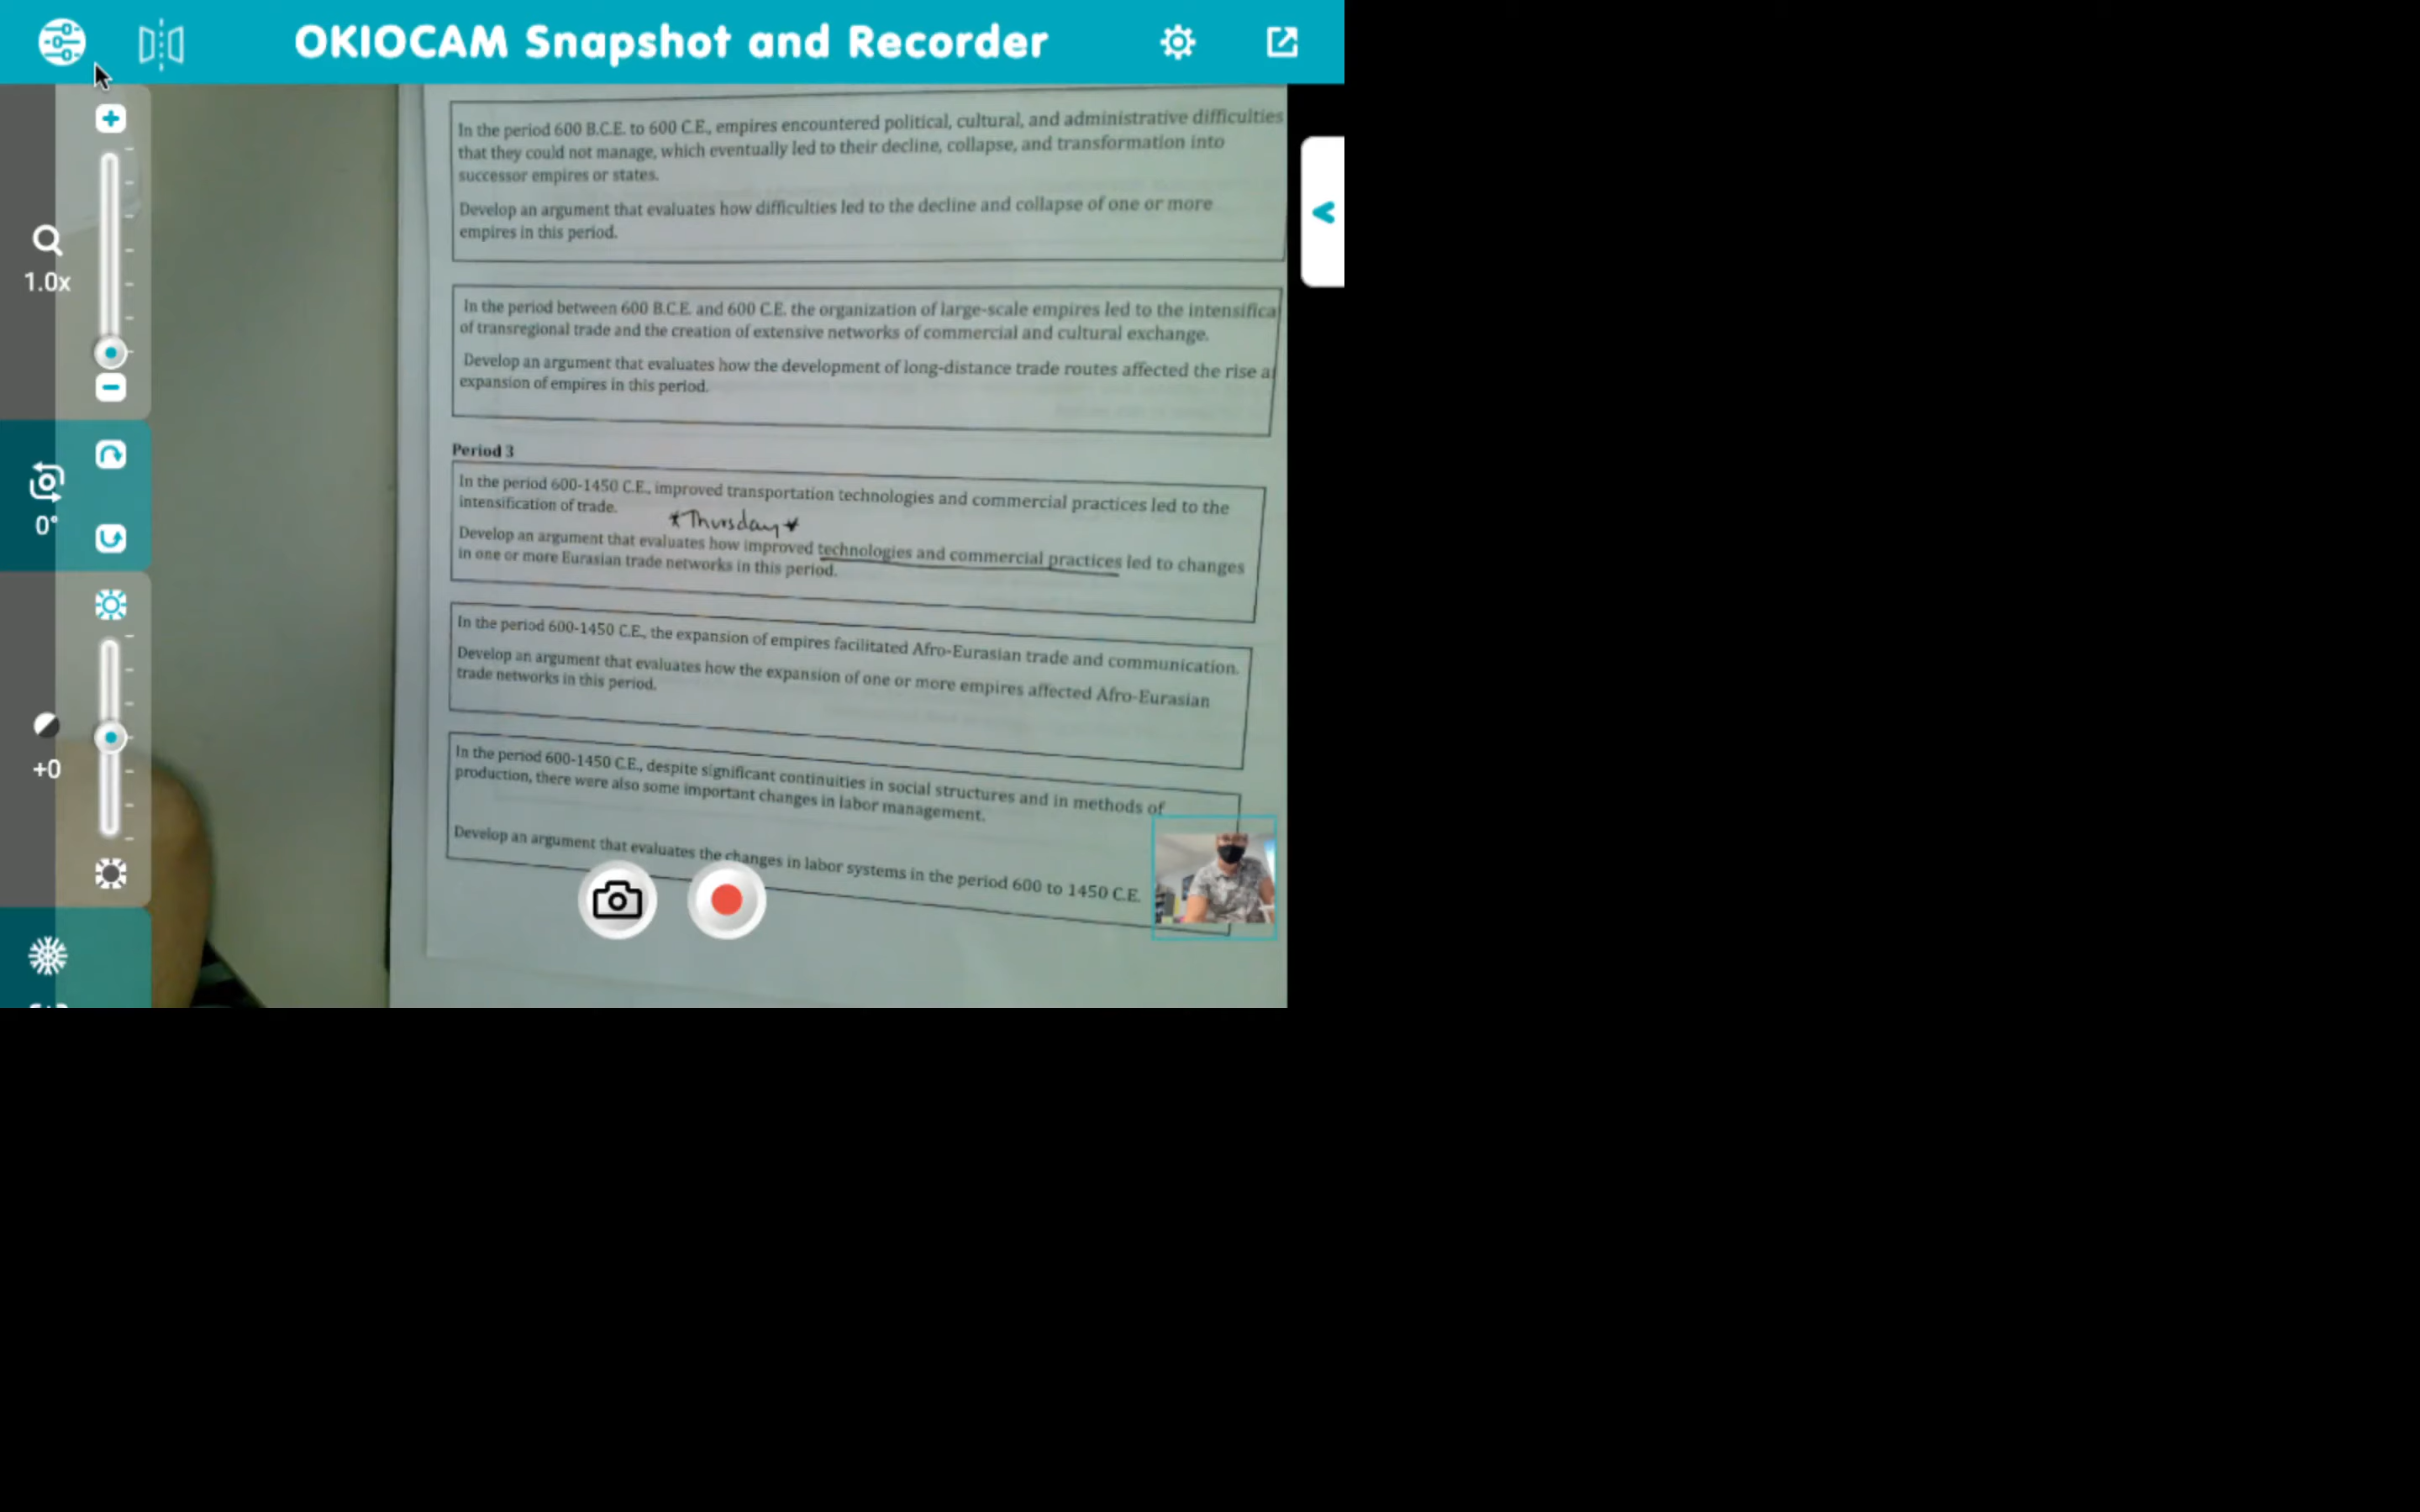 OKIOCAM Snapshot and Recorder
1.0x
0°
+0
In the period 600 B.C.E. to 600 C.E., empires encountered political, cultural, and administrative difficulties
that they could not manage, which eventually led to their decline, collapse, and transformation into
successor empires or states.
Develop an argument that evaluates how difficulties led to the decline and collapse of one or more
empires in this period.
In the period between 600 B.C.E. and 600 C.E. the organization of large-scale empires led to the intensifica
of transregional trade and the creation of extensive networks of commercial and cultural exchange.
Develop an argument that evaluates how the development of long-distance trade routes affected the rise a
expansion of empires in this period.
Period 3
In the period 600-1450 C.E., improved transportation technologies and commercial practices led to the
intensification of trade.
*Thursday*
Develop an argument that evaluates how improved technologies and commercial practices led to changes
in one or more Eurasian trade networks in this period.
In the period 600-1450 C.E., the expansion of empires facilitated Afro-Eurasian trade and communication.
Develop an argument that evaluates how the expansion of one or more empires affected Afro-Eurasian
trade networks in this period.
In the period 600-1450 C.E., despite significant continuities in social structures and in methods of
production, there were also some important changes in labor management.
Develop an argument that evaluates the changes in labor systems in the period 600 to 1450 C.E.